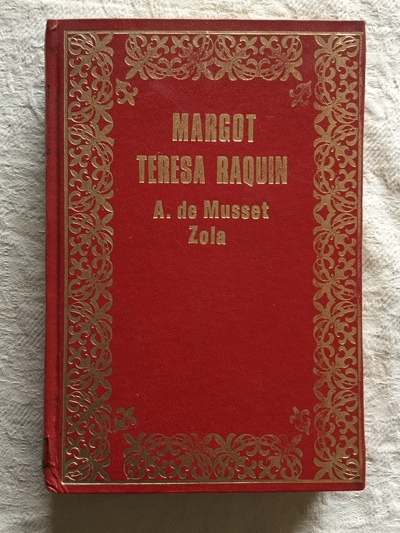 MARGOT
TERESA RAQUIN
A. de Musset
Zola